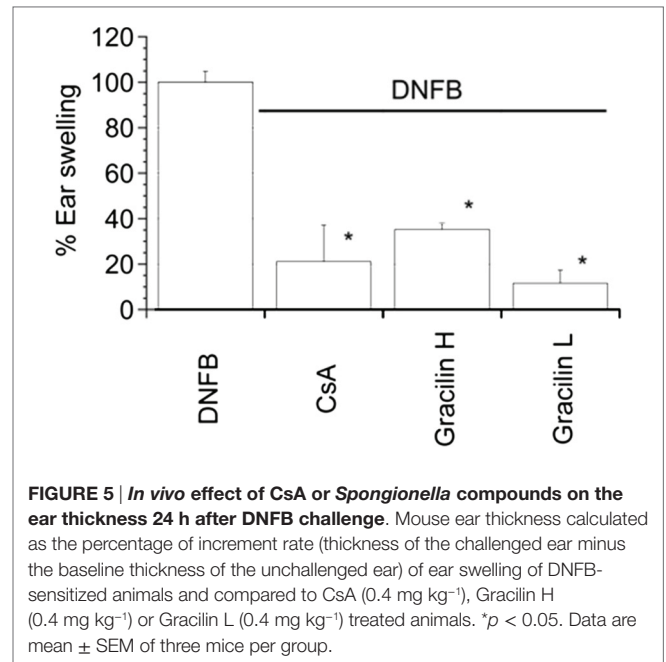 120
100
80
60
40
20
0
% Ear swelling
DNFB
*
*
*
DNFB
CsA
Gracilin H
Gracilin L
FIGURE 5 | In vivo effect of CsA or Spongionella compounds on the
ear thickness 24 h after DNFB challenge. Mouse ear thickness calculated
as the percentage of increment rate (thickness of the challenged ear minus
the baseline thickness of the unchallenged ear) of ear swelling of DNFB-
sensitized animals and compared to CsA (0.4 mg kg⁻¹), Gracilin H
(0.4 mg kg⁻¹) or Gracilin L (0.4 mg kg⁻¹) treated animals. *p < 0.05. Data are
mean ± SEM of three mice per group.